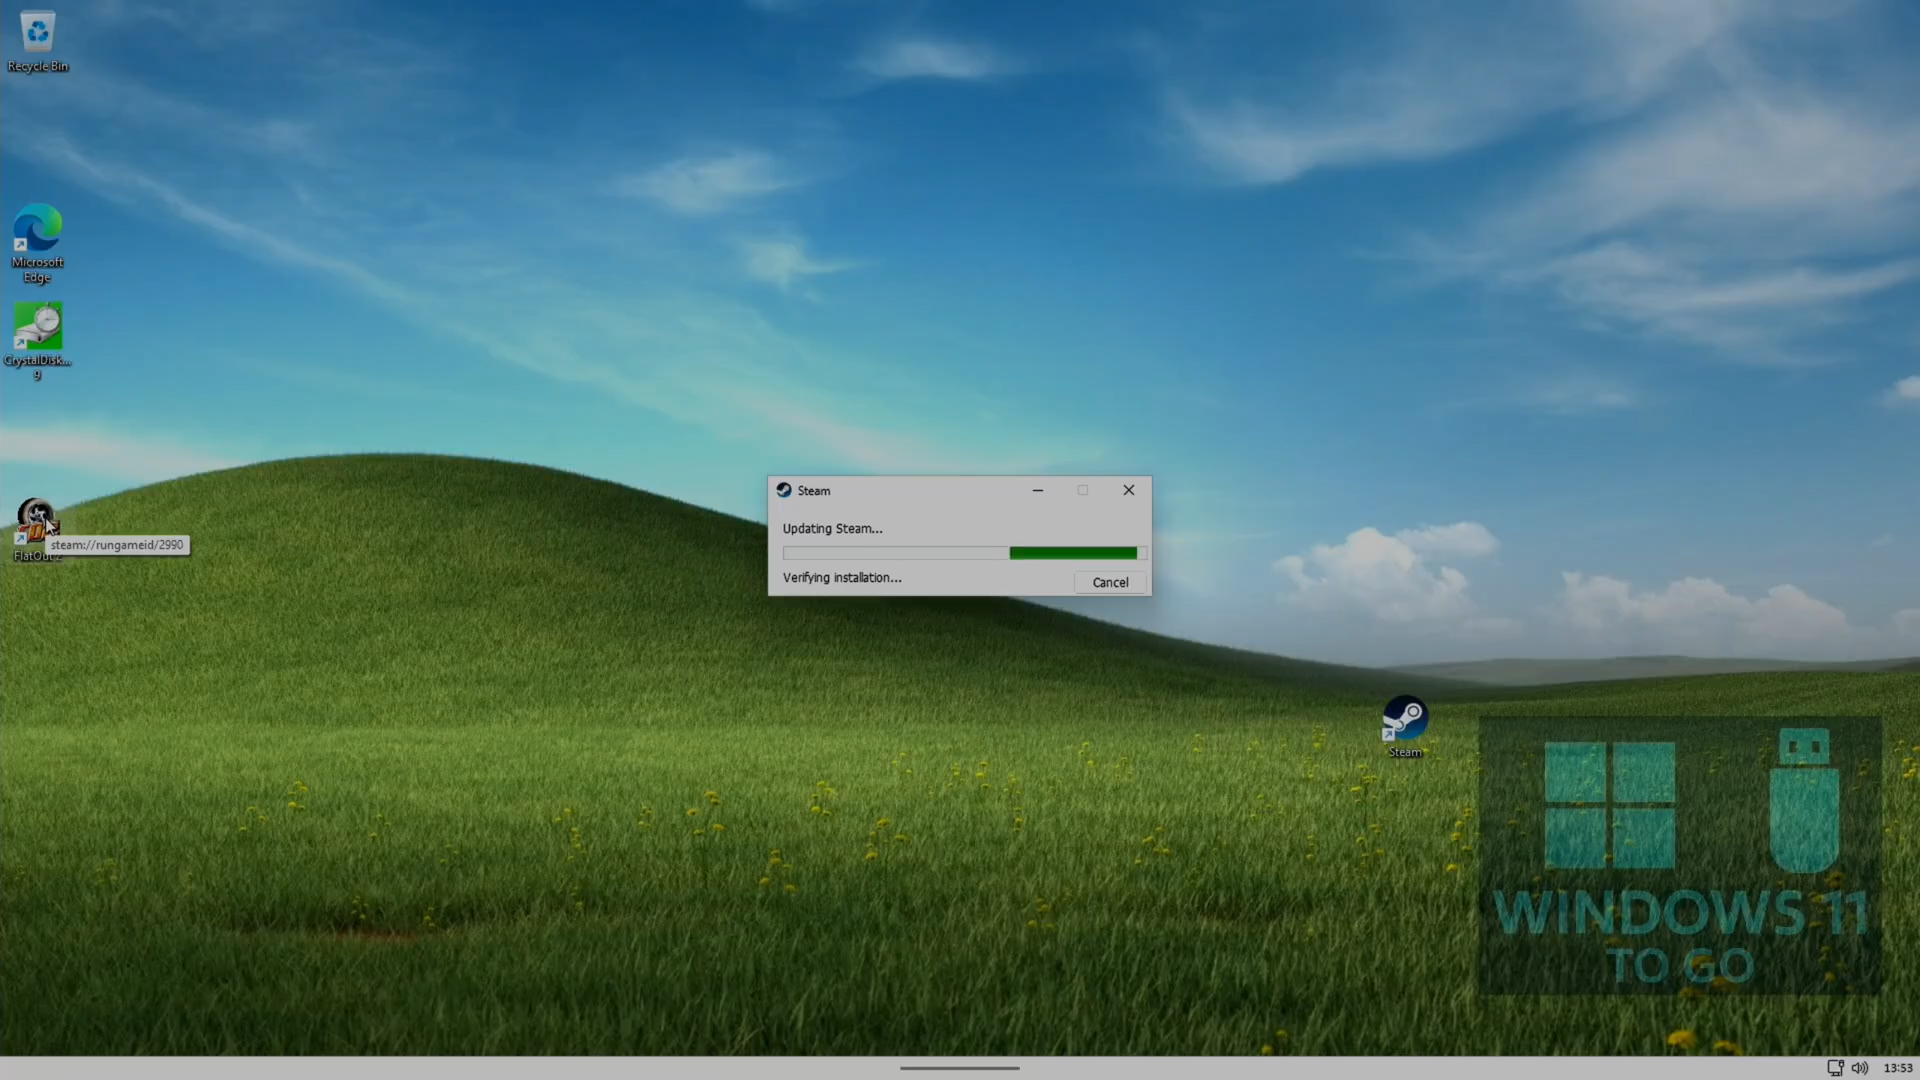 Recycle Bin
Microsoft
Edge
CrystalDisk...
g
steam://rungameid/2990
Steam
Updating Steam...
Verifying installation...
Cancel
Steam
WINDOWS 11
TO GO
13:53